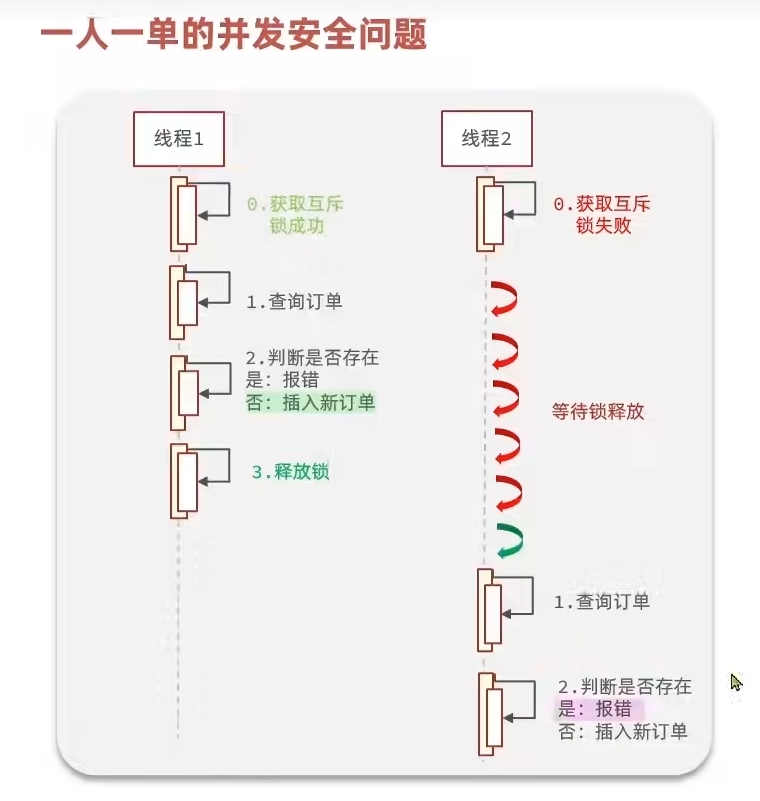 一人一单的并发安全问题
线程1
0.获取互斥
锁成功
1.查询订单
2.判断是否存在
是: 报错
否: 插入新订单
3.释放锁
线程2
0.获取互斥
锁失败
等待锁释放
1.查询订单
2.判断是否存在
是: 报错
否: 插入新订单